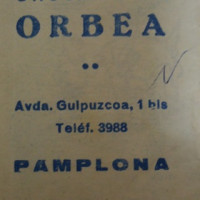 ORBEA
Avda. Guipuzcoa, 1 bis
Teléf. 3988
PAMPLONA